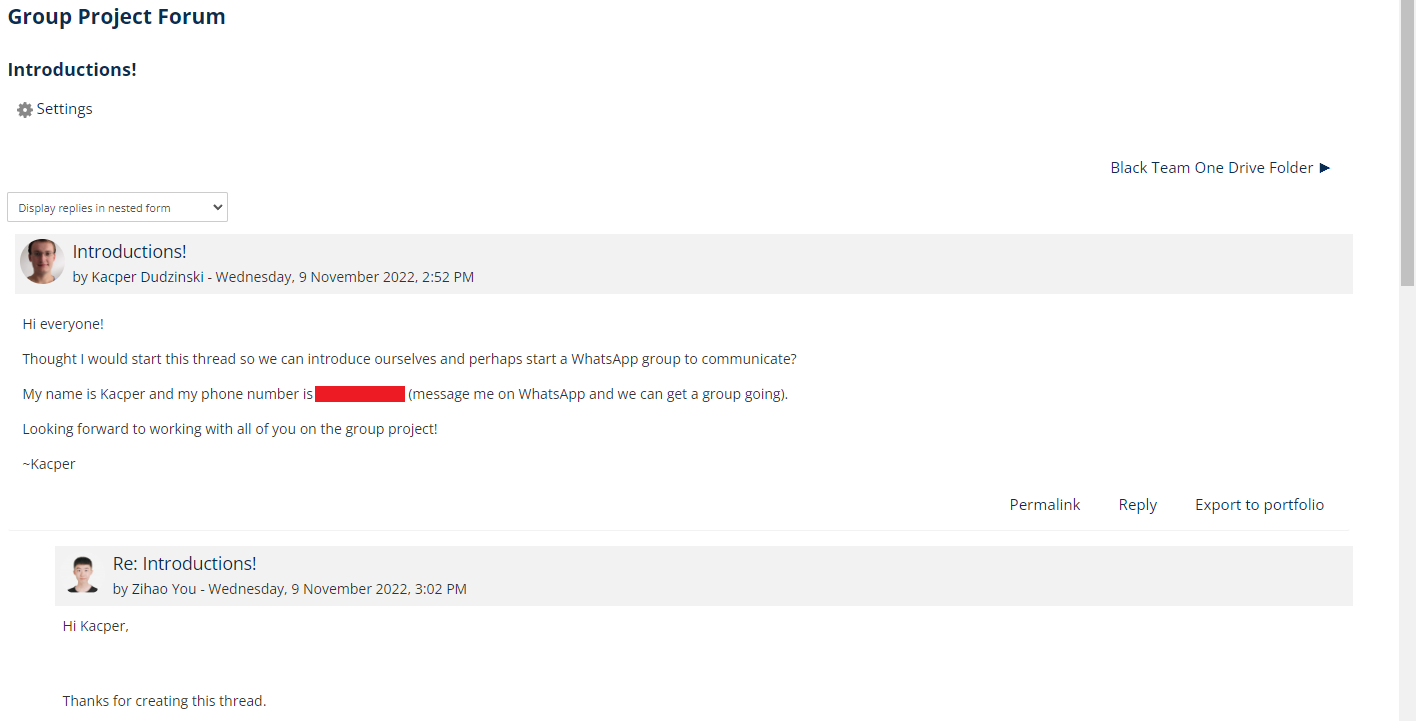 Group Project Forum
Introductions!
Settings
Black Team One Drive Folder ▶
Display replies in nested form
Introductions!
by Kacper Dudzinski - Wednesday, 9 November 2022, 2:52 PM
Hi everyone!
Thought I would start this thread so we can introduce ourselves and perhaps start a WhatsApp group to communicate?
My name is Kacper and my phone number is (message me on WhatsApp and we can get a group going).
Looking forward to working with all of you on the group project!
~Kacper
Permalink Reply Export to portfolio
Re: Introductions!
by Zihao You - Wednesday, 9 November 2022, 3:02 PM
Hi Kacper,
Thanks for creating this thread.